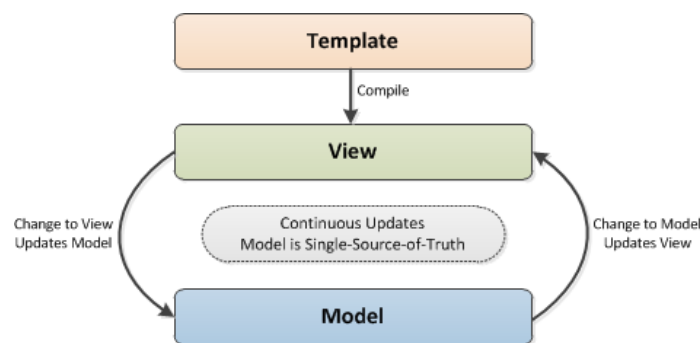 Template
Compile
View
Change to View
Updates Model
Continuous Updates
Model is Single-Source-of-Truth
Change to Model
Updates View
Model